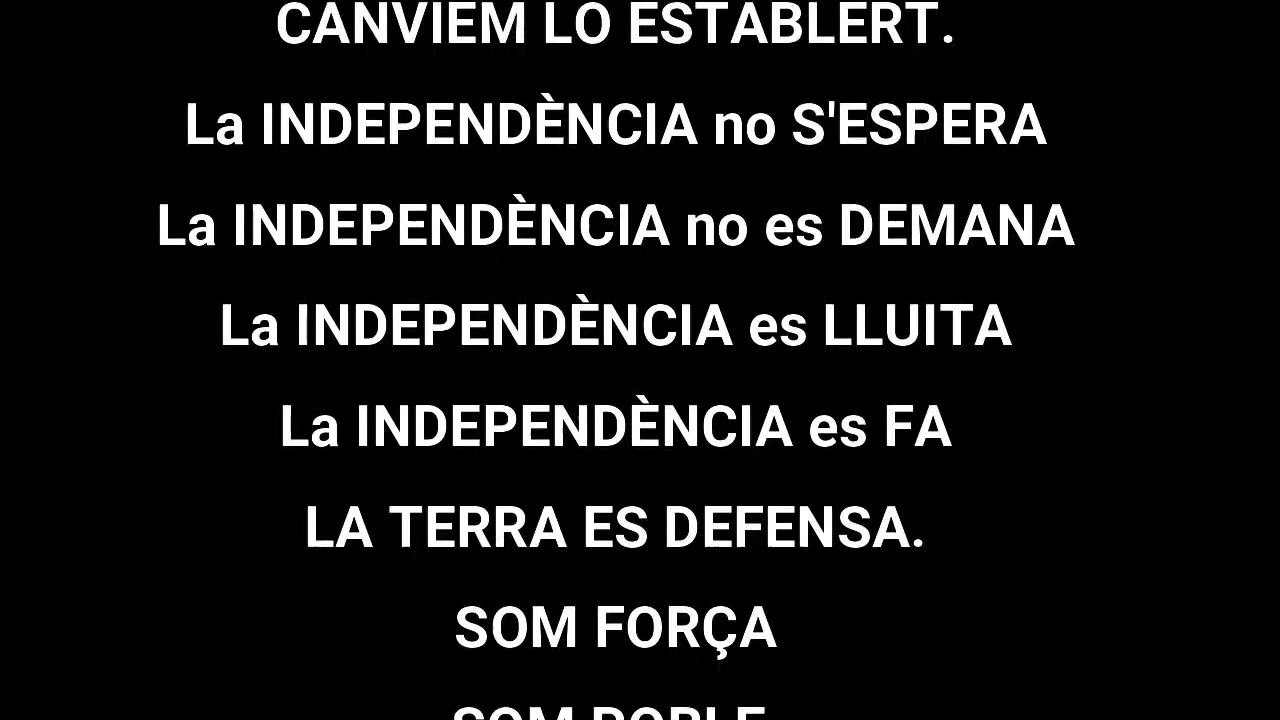 CANVIEM LO ESTABLERT.
La INDEPENDÈNCIA no S'ESPERA
La INDEPENDÈNCIA no es DEMANA
La INDEPENDÈNCIA es LLUITA
La INDEPENDÈNCIA es FA
LA TERRA ES DEFENSA.
SOM FORÇA
SOM POBLE